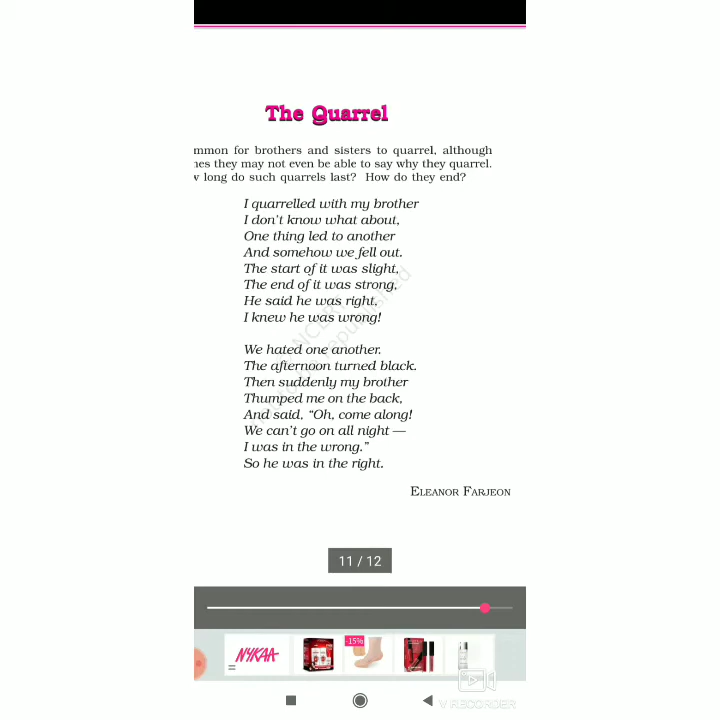 The Quarrel
mmon for brothers and sisters to quarrel, although
nes they may not even be able to say why they quarrel.
v long do such quarrels last? How do they end?
I quarrelled with my brother
I don't know what about,
One thing led to another
And somehow we fell out.
The start of it was slight,
The end of it was strong,
He said he was right,
I knew he was wrong!
We hated one another.
The afternoon turned black.
Then suddenly my brother
Thumped me on the back,
And said, “Oh, come along!
We can't go on all night —
I was in the wrong.”
So he was in the right.
ELEANOR FARJEON
11 / 12
NYKAA
-15%
V RECORDER